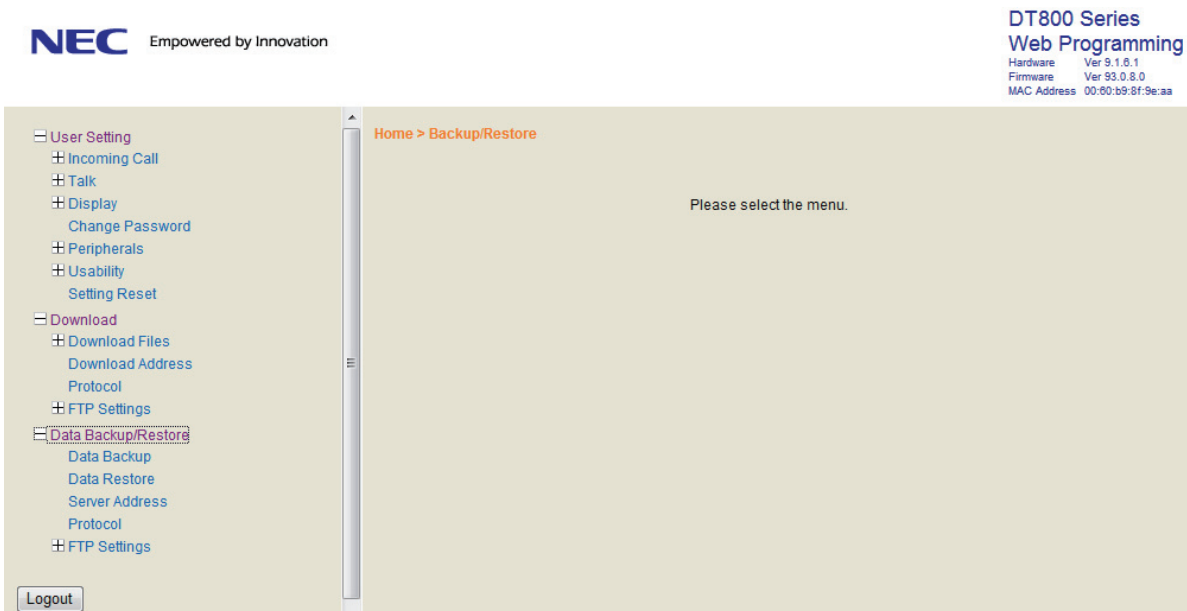 NEC Empowered by Innovation
DT800 Series
Web Programming
Hardware Ver 9.1.6.1
Firmware Ver 93.0.8.0
MAC Address 00:60:b9:8f:9e:aa
User Setting
Incoming Call
Talk
Display
Change Password
Peripherals
Usability
Setting Reset
Download
Download Files
Download Address
Protocol
FTP Settings
Data Backup/Restore
Data Backup
Data Restore
Server Address
Protocol
FTP Settings
Logout
Home > Backup/Restore
Please select the menu.